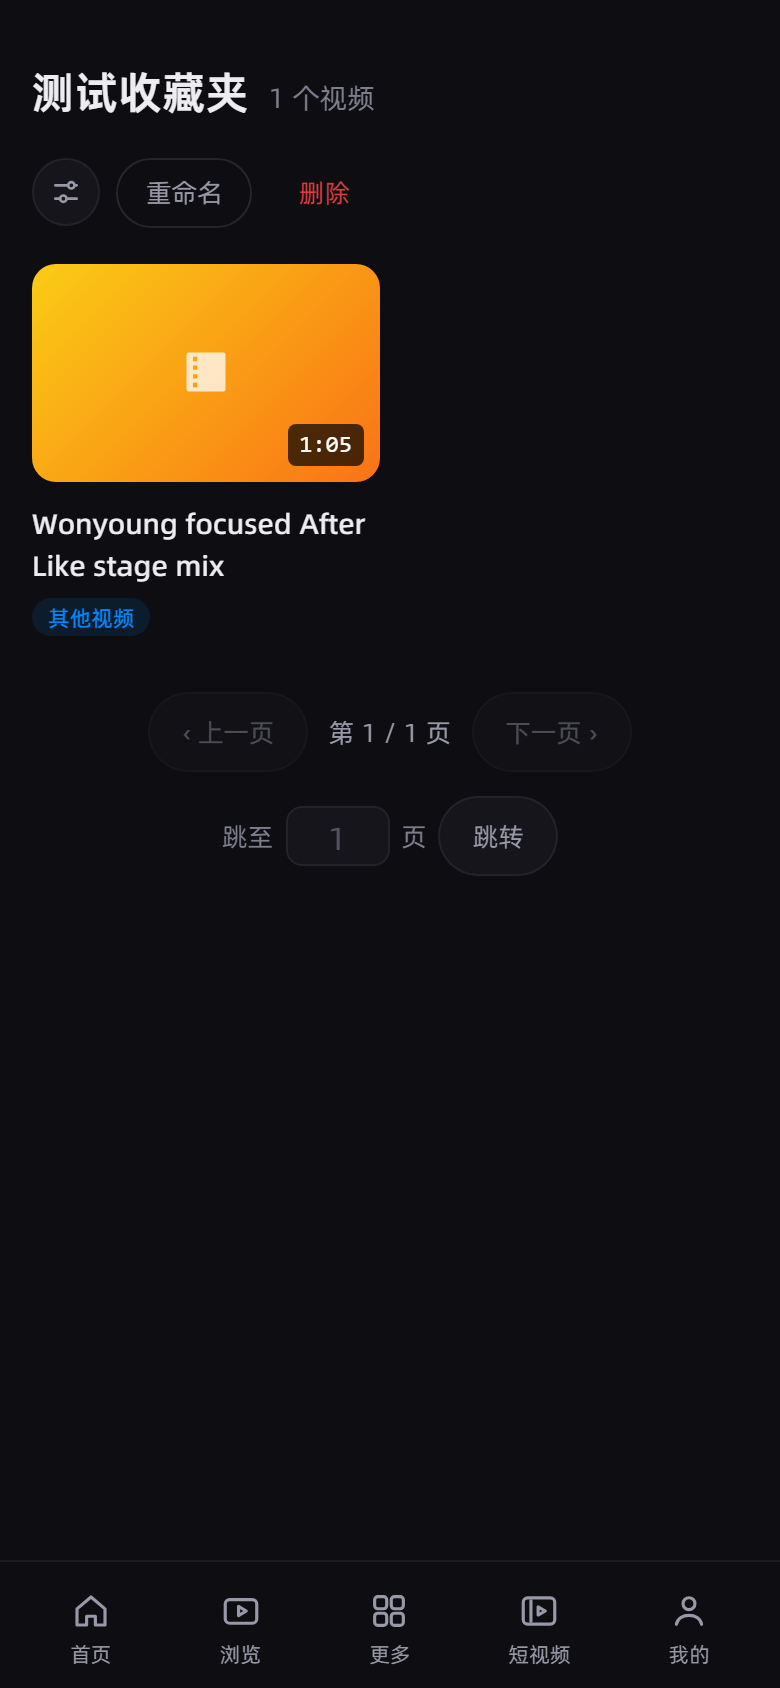 测试收藏夹 1 个视频
重命名 删除
1:05
Wonyoung focused After
Like stage mix
其他视频
‹ 上一页 第 1 / 1 页 下一页 ›
跳至 1 页 跳转
首页 浏览 更多 短视频 我的